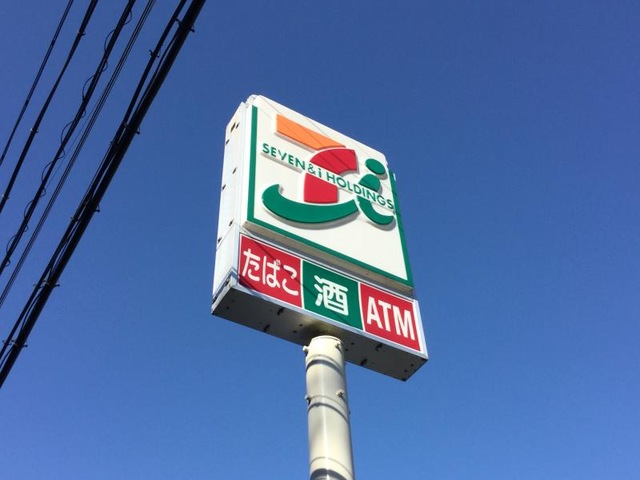 SEVEN & i HOLDINGS
たばこ
酒
ATM